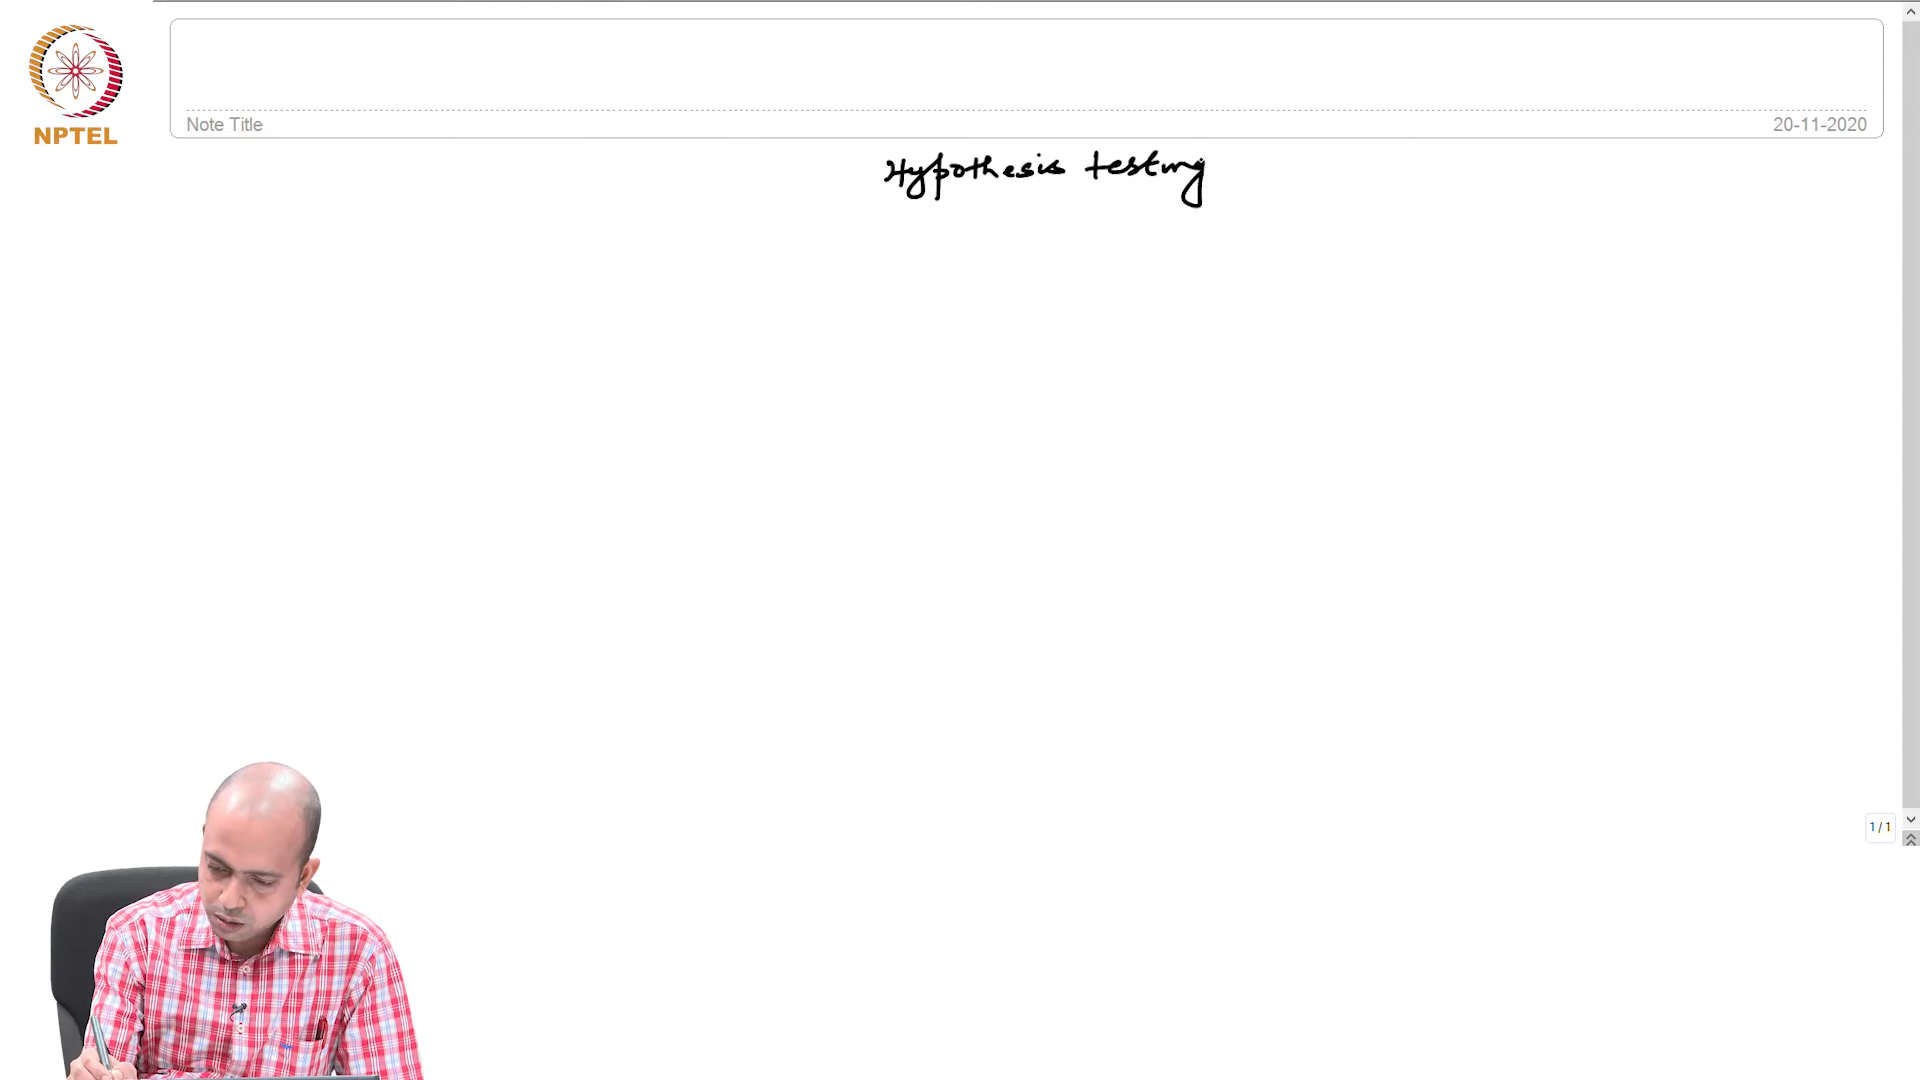 NPTEL
Note Title
20-11-2020
Hypothesis testing
1 / 1